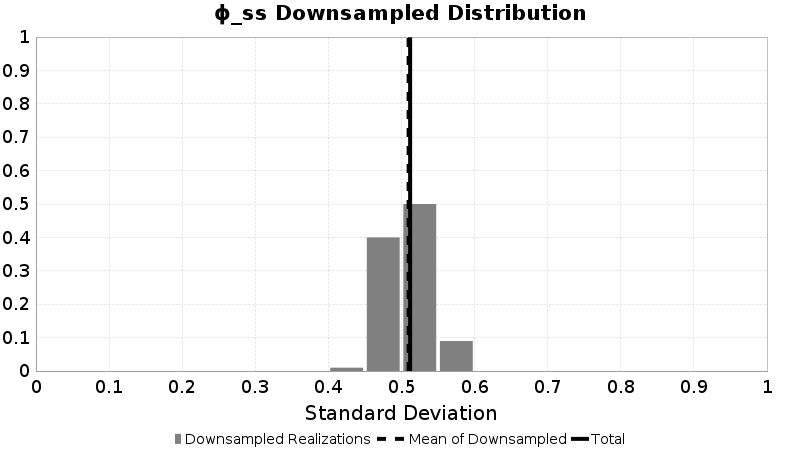 ϕ_ss Downsampled Distribution
1
0.9
0.8
0.7
0.6
0.5
0.4
0.3
0.2
0.1
0
0 0.1 0.2 0.3 0.4 0.5 0.6 0.7 0.8 0.9 1
Standard Deviation
Downsampled Realizations Mean of Downsampled Total